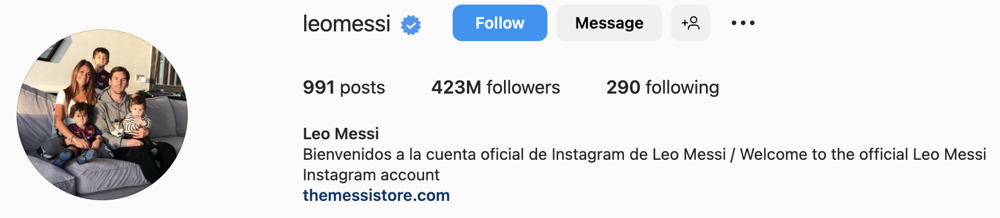 leomessi
Follow
Message
991 posts
423M followers
290 following
Leo Messi
Bienvenidos a la cuenta oficial de Instagram de Leo Messi / Welcome to the official Leo Messi
Instagram account
themessistore.com